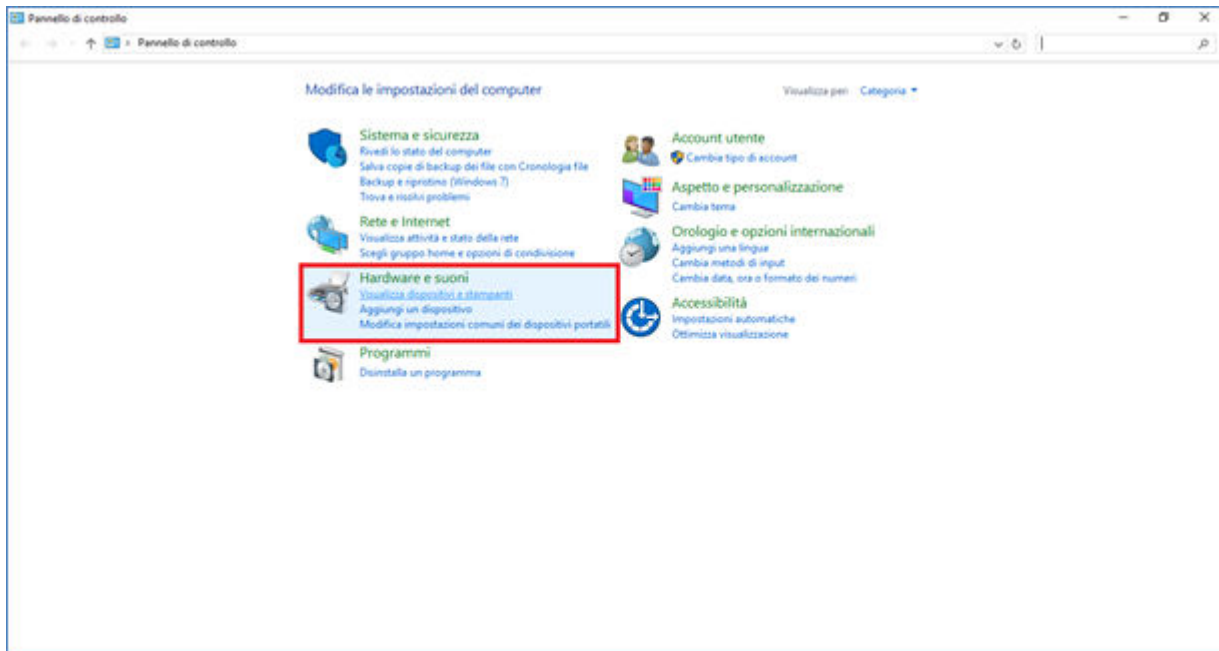 Pannello di controllo
Pannello di controllo
Modifica le impostazioni del computer
Visualizza per: Categoria
Sistema e sicurezza
Rivedi lo stato del computer
Salva copie di backup dei file con Cronologia file
Backup e ripristino (Windows 7)
Trova e risolvi problemi
Rete e Internet
Visualizza attività e stato della rete
Scegli gruppo home e opzioni di condivisione
Hardware e suoni
Visualizza dispositivi e stampanti
Aggiungi un dispositivo
Modifica impostazioni comuni dei dispositivi portatili
Programmi
Disinstalla un programma
Account utente
Cambia tipo di account
Aspetto e personalizzazione
Cambia tema
Orologio e opzioni internazionali
Aggiungi una lingua
Cambia metodi di input
Cambia data, ora o formato dei numeri
Accessibilità
Impostazioni automatiche
Ottimizza visualizzazione